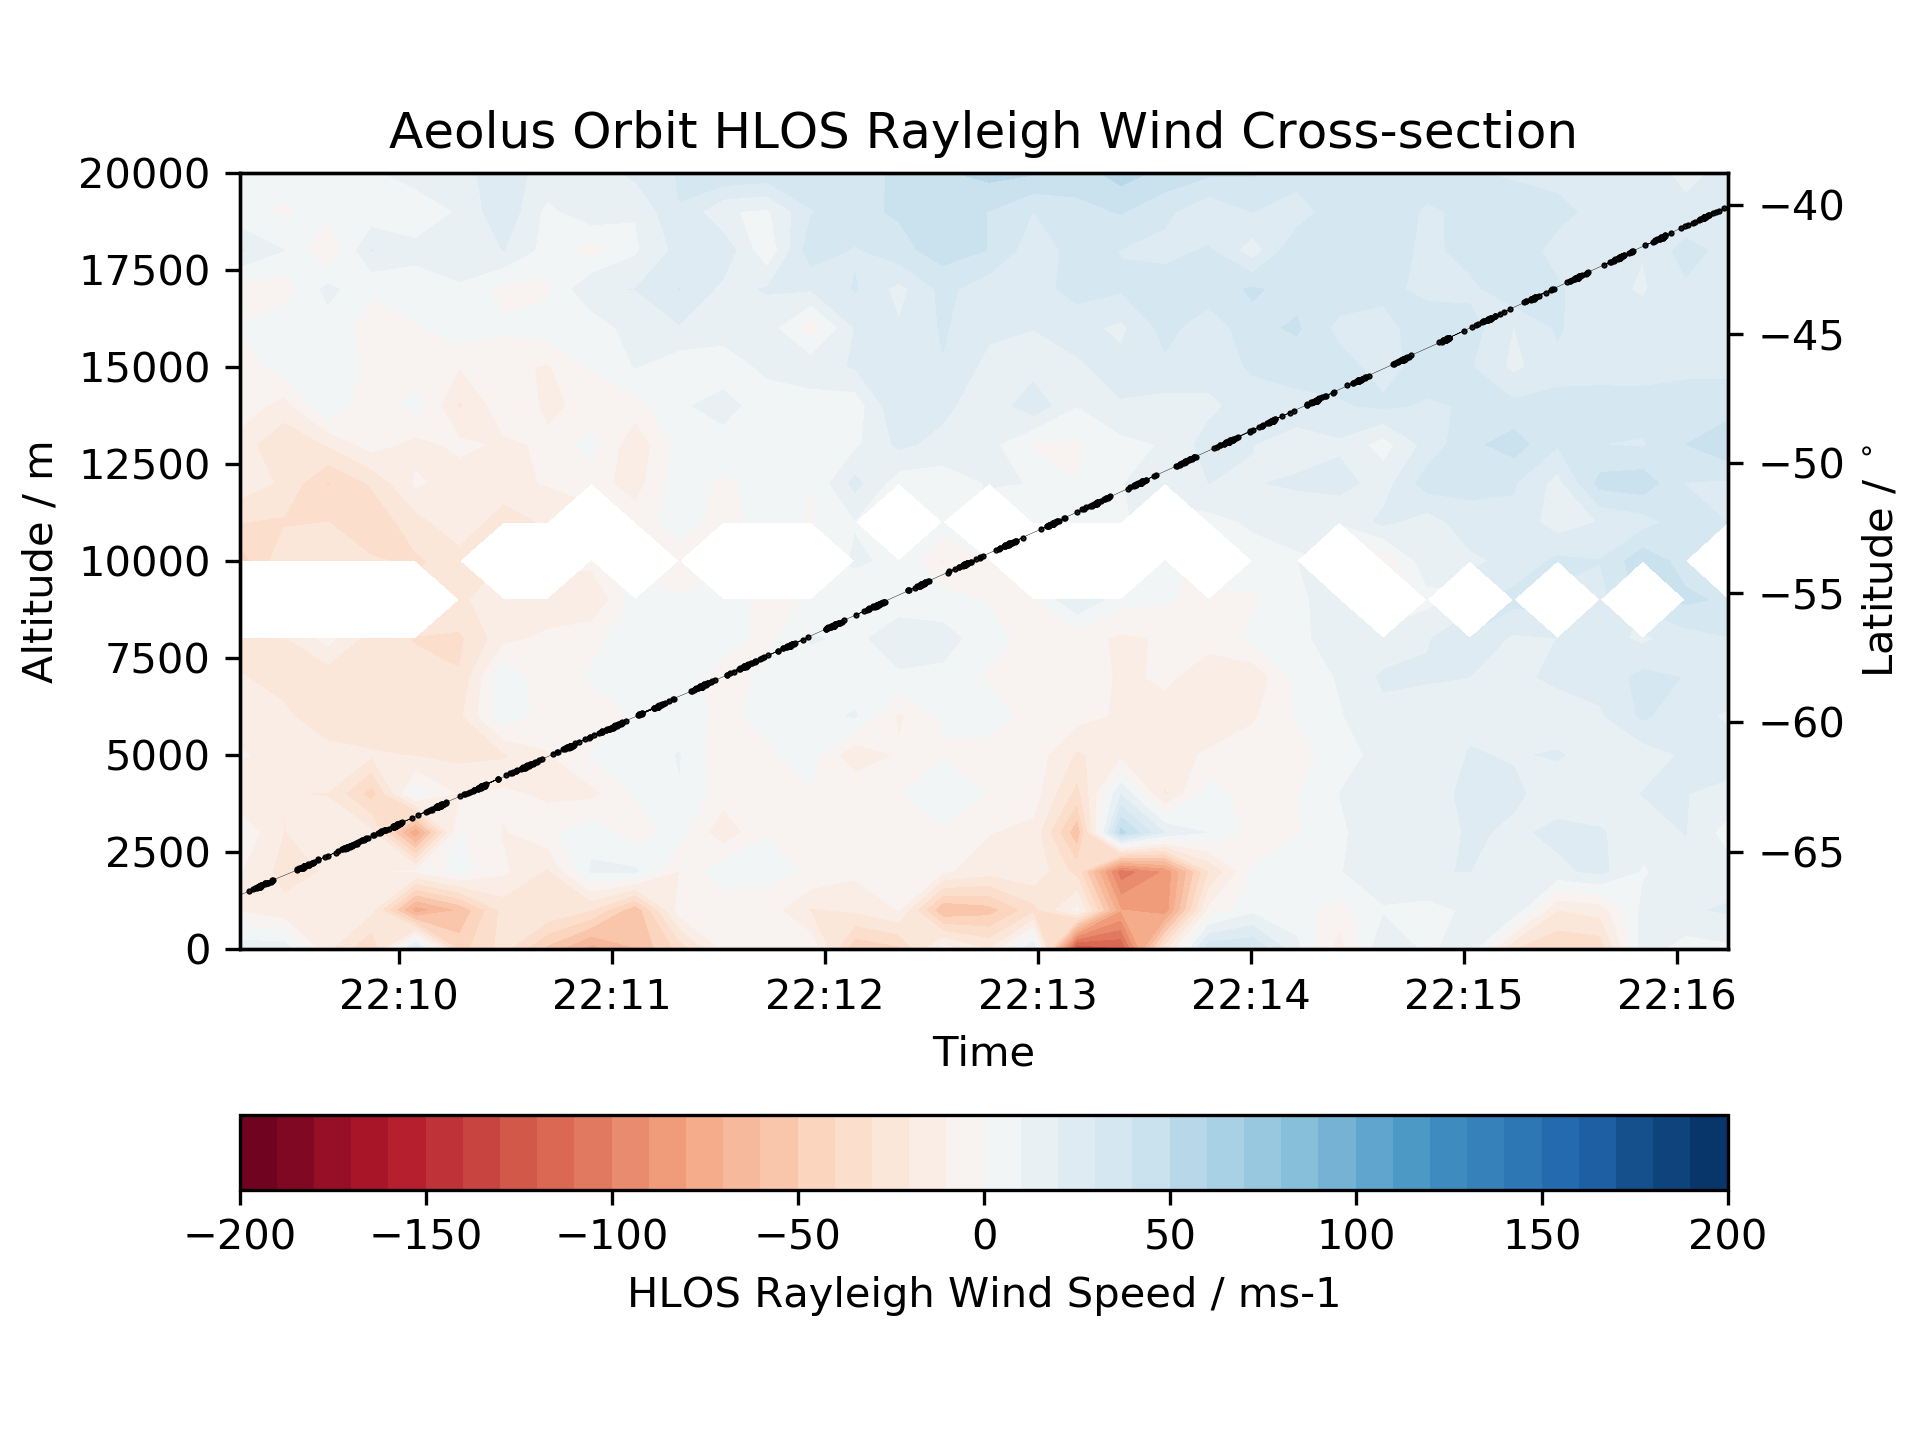 Aeolus Orbit HLOS Rayleigh Wind Cross-section
20000
17500
15000
12500
10000
7500
5000
2500
0
Altitude / m
−40
−45
−50
−55
−60
−65
Latitude / °
22:10 22:11 22:12 22:13 22:14 22:15 22:16
Time
−200 −150 −100 −50 0 50 100 150 200
HLOS Rayleigh Wind Speed / ms-1